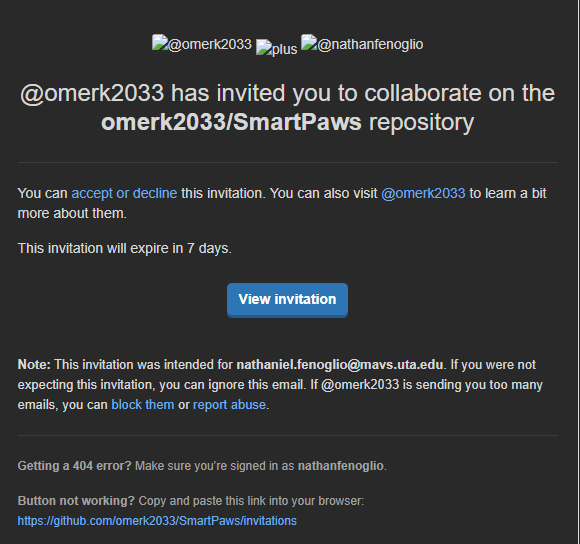 @omerk2033 plus @nathanfenoglio
@omerk2033 has invited you to collaborate on the
omerk2033/SmartPaws repository
You can accept or decline this invitation. You can also visit @omerk2033 to learn a bit
more about them.
This invitation will expire in 7 days.
View invitation
Note: This invitation was intended for nathaniel.fenoglio@mavs.uta.edu. If you were not
expecting this invitation, you can ignore this email. If @omerk2033 is sending you too many
emails, you can block them or report abuse.
Getting a 404 error? Make sure you're signed in as nathanfenoglio.
Button not working? Copy and paste this link into your browser:
https://github.com/omerk2033/SmartPaws/invitations